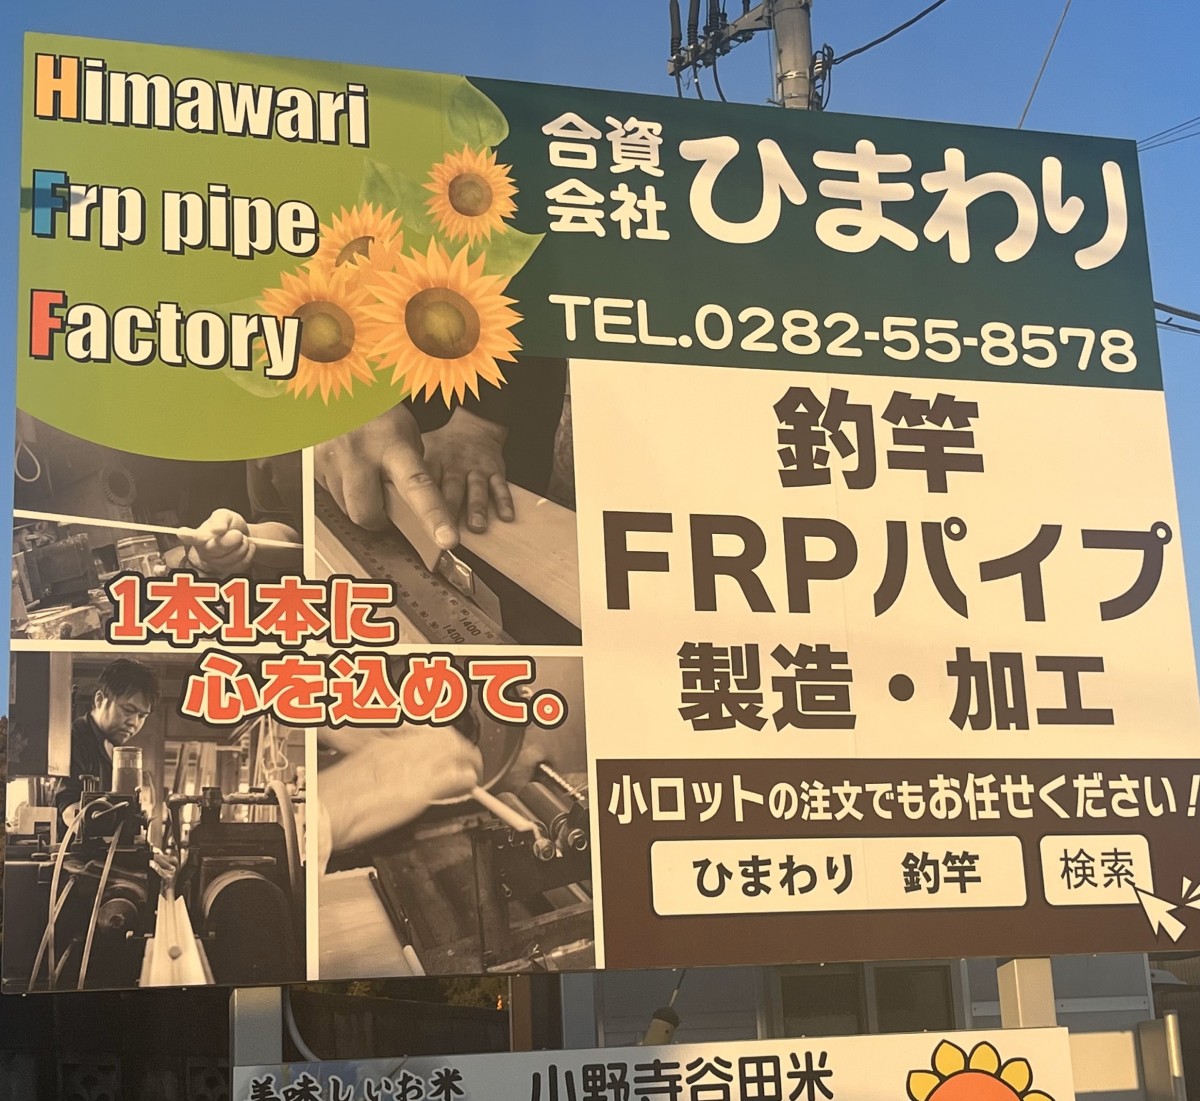 Himawari
Frp pipe
Factory
合資会社 ひまわり
TEL.0282-55-8578
1本1本に
心を込めて。
釣竿
FRPパイプ
製造・加工
小ロットの注文でもお任せください!
ひまわり 釣竿 検索
美味しいお米 小野寺谷田米